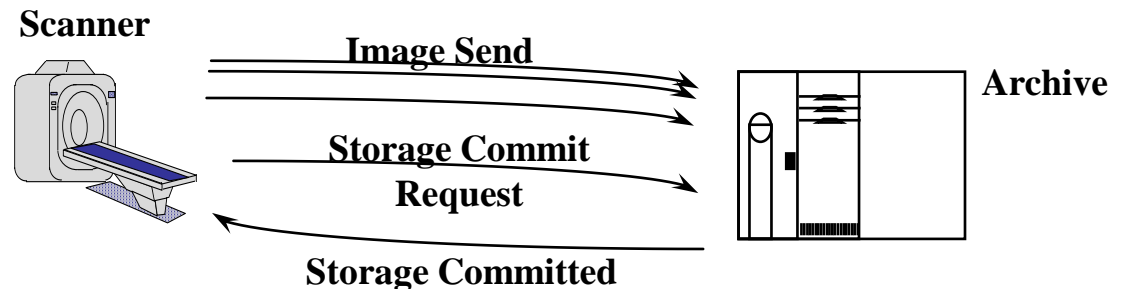 Scanner
Image Send
Archive
Storage Commit
Request
Storage Committed